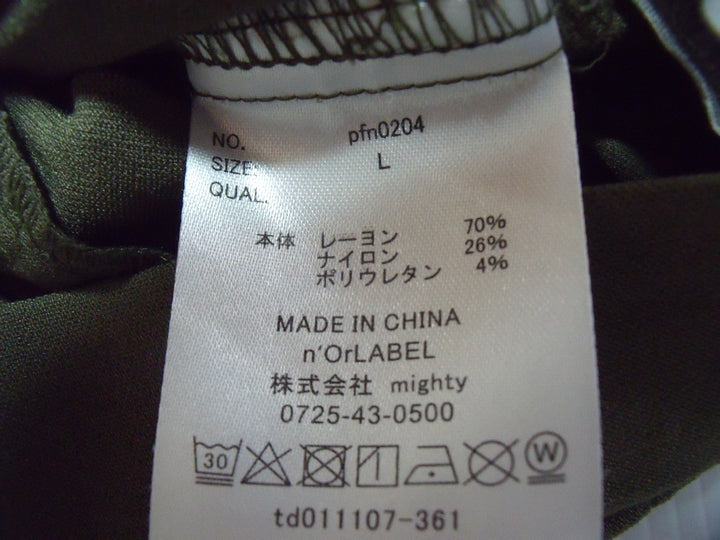 NO. pfn0204
SIZE: L
QUAL.
本体 レーヨン 70%
ナイロン 26%
ポリウレタン 4%
MADE IN CHINA
n'OrLABEL
株式会社 mighty
0725-43-0500
30 W
td011107-361